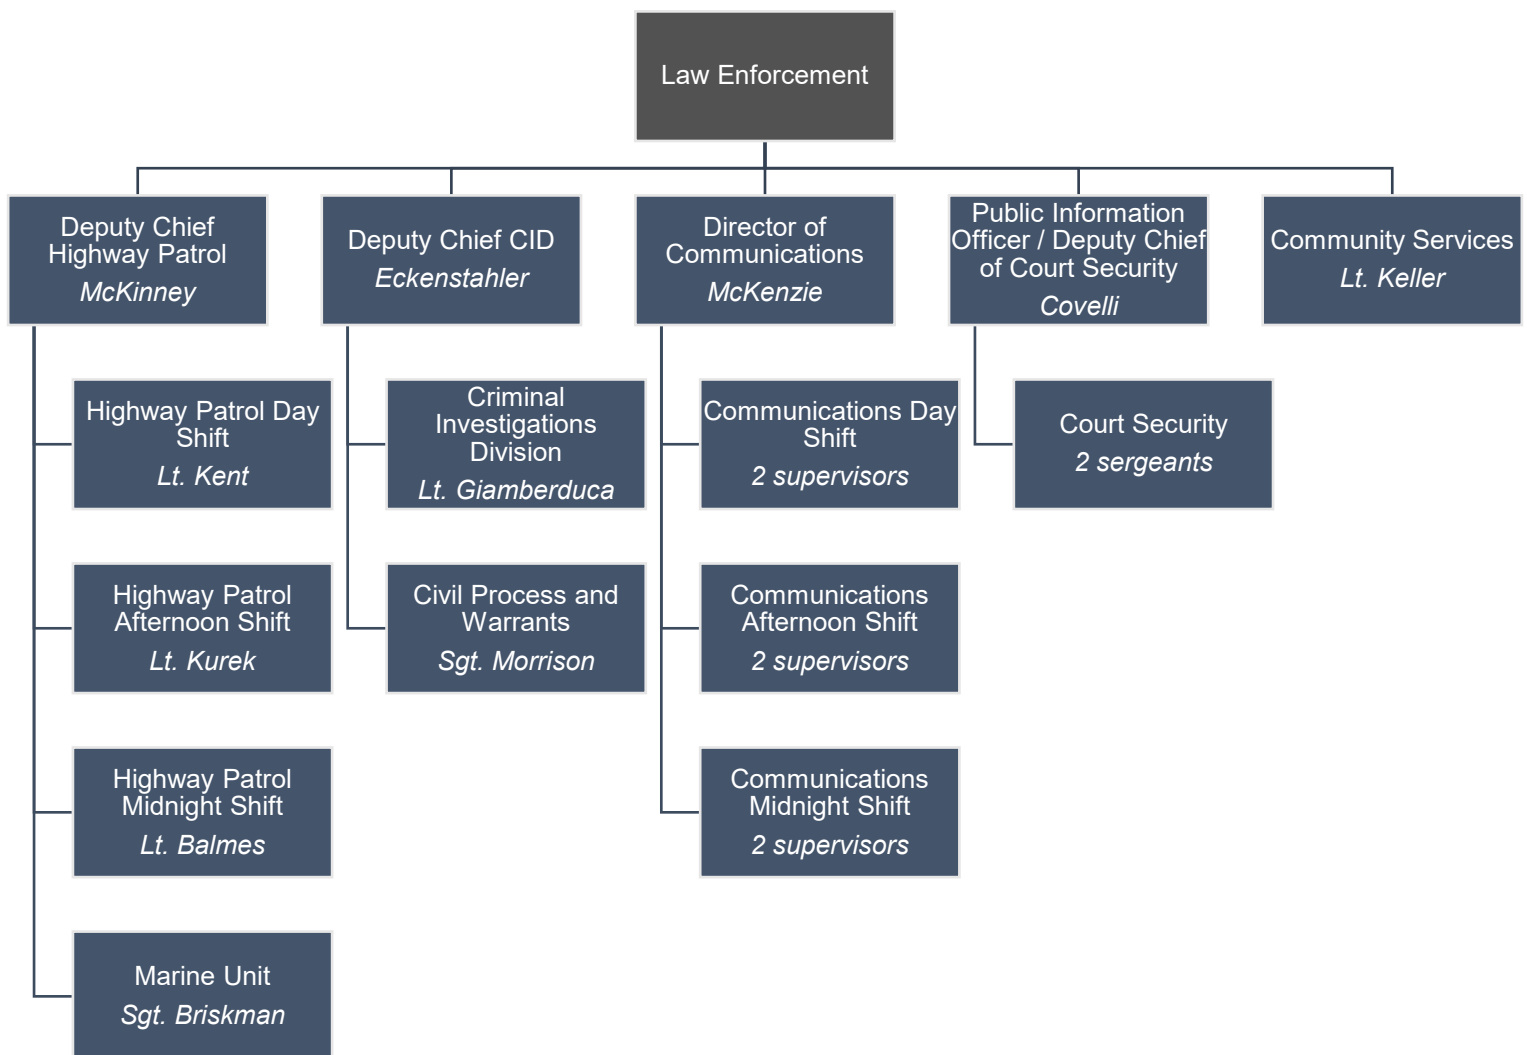 Law Enforcement
Deputy Chief
Highway Patrol
McKinney
Deputy Chief CID
Eckenstahler
Director of
Communications
McKenzie
Public Information
Officer / Deputy Chief
of Court Security
Covelli
Community Services
Lt. Keller
Highway Patrol Day
Shift
Lt. Kent
Highway Patrol
Afternoon Shift
Lt. Kurek
Highway Patrol
Midnight Shift
Lt. Balmes
Marine Unit
Sgt. Briskman
Criminal
Investigations
Division
Lt. Giamberduca
Civil Process and
Warrants
Sgt. Morrison
Communications Day
Shift
2 supervisors
Communications
Afternoon Shift
2 supervisors
Communications
Midnight Shift
2 supervisors
Court Security
2 sergeants